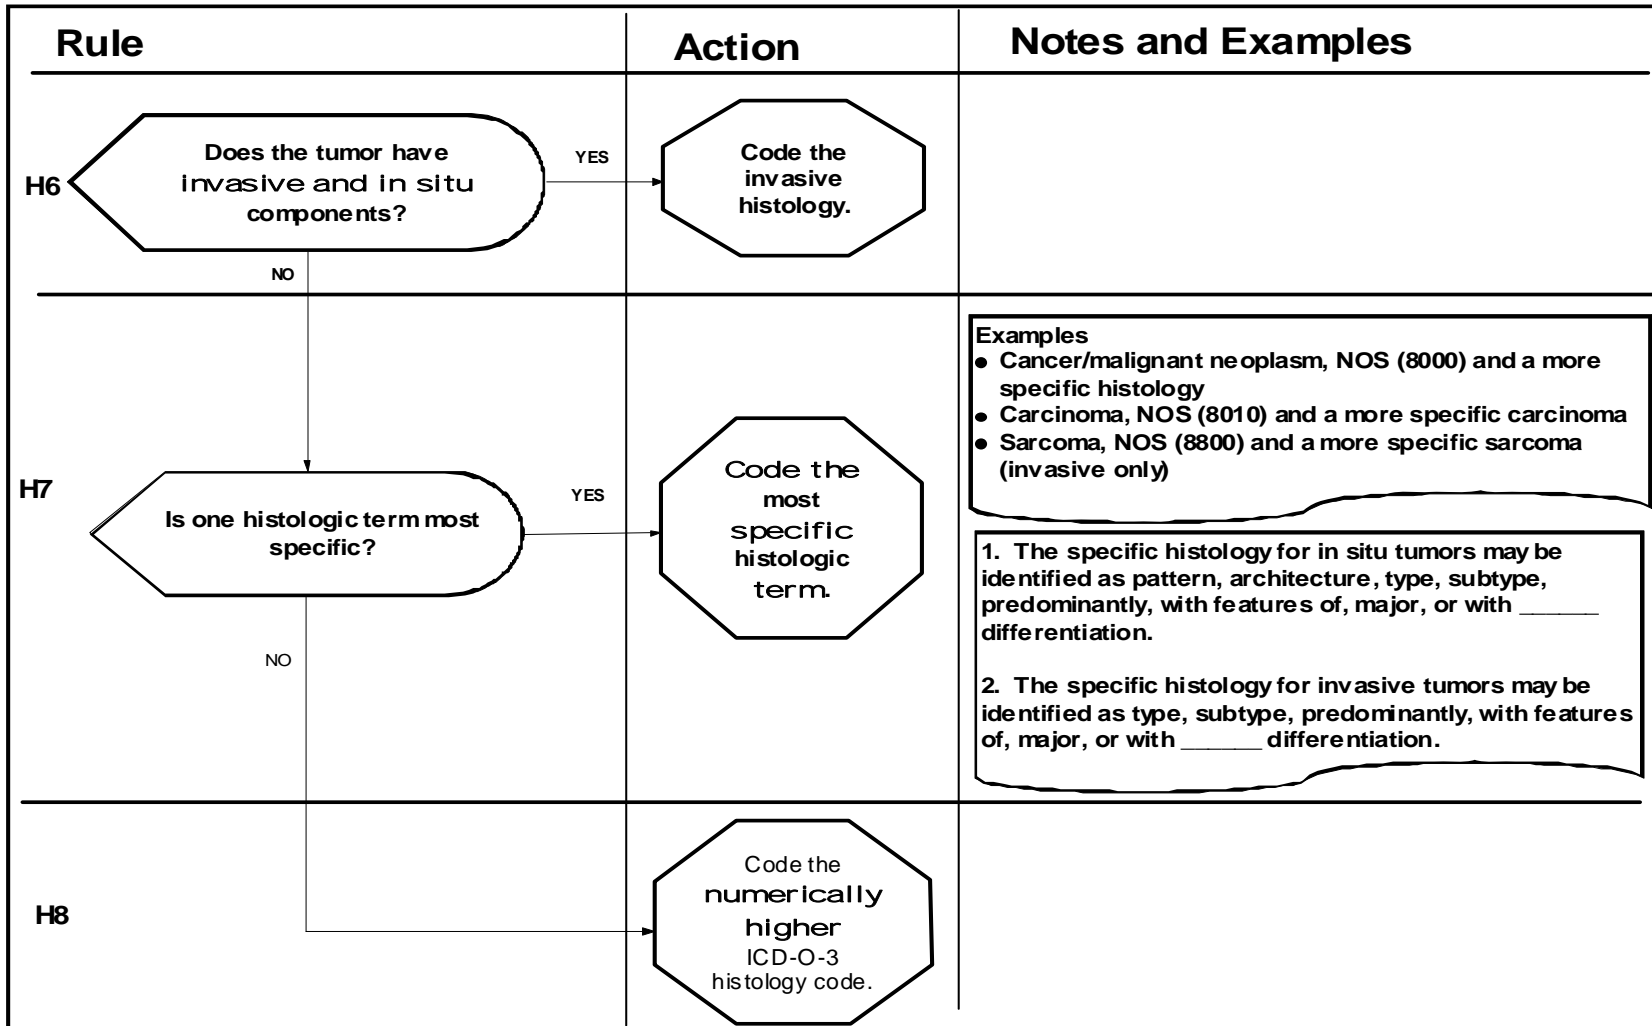 Rule
Action
Notes and Examples
H6
Does the tumor have
invasive and in situ
components?
YES
Code the
invasive
histology.
NO
H7
Is one histologic term most
specific?
YES
Code the
most
specific
histologic
term.
Examples
● Cancer/malignant neoplasm, NOS (8000) and a more
specific histology
● Carcinoma, NOS (8010) and a more specific carcinoma
● Sarcoma, NOS (8800) and a more specific sarcoma
(invasive only)
1. The specific histology for in situ tumors may be
identified as pattern, architecture, type, subtype,
predominantly, with features of, major, or with ______
differentiation.
2. The specific histology for invasive tumors may be
identified as type, subtype, predominantly, with features
of, major, or with ______ differentiation.
NO
H8
Code the
numerically
higher
ICD-O-3
histology code.